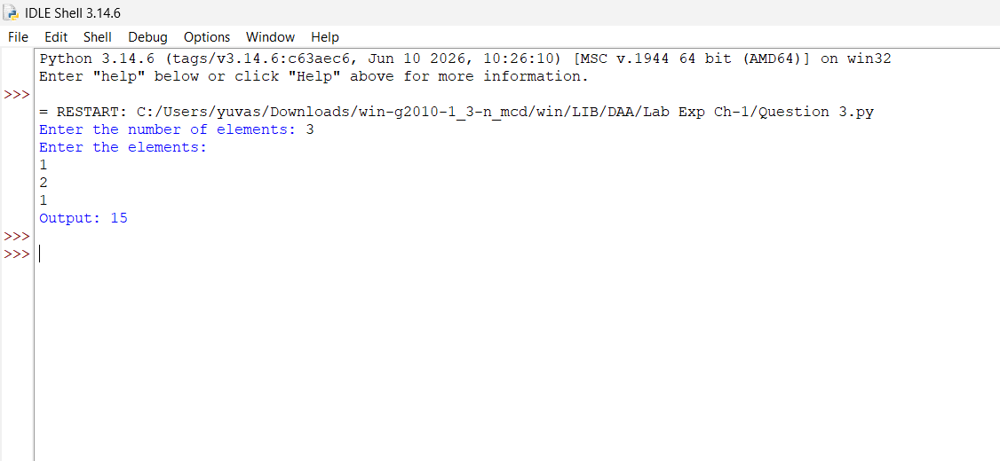 IDLE Shell 3.14.6
File Edit Shell Debug Options Window Help
Python 3.14.6 (tags/v3.14.6:c63aec6, Jun 10 2026, 10:26:10) [MSC v.1944 64 bit (AMD64)] on win32
Enter "help" below or click "Help" above for more information.
>>>
= RESTART: C:/Users/yuvas/Downloads/win-g2010-1_3-n_mcd/win/LIB/DAA/Lab Exp Ch-1/Question 3.py
Enter the number of elements: 3
Enter the elements:
1
2
1
Output: 15
>>>
>>>